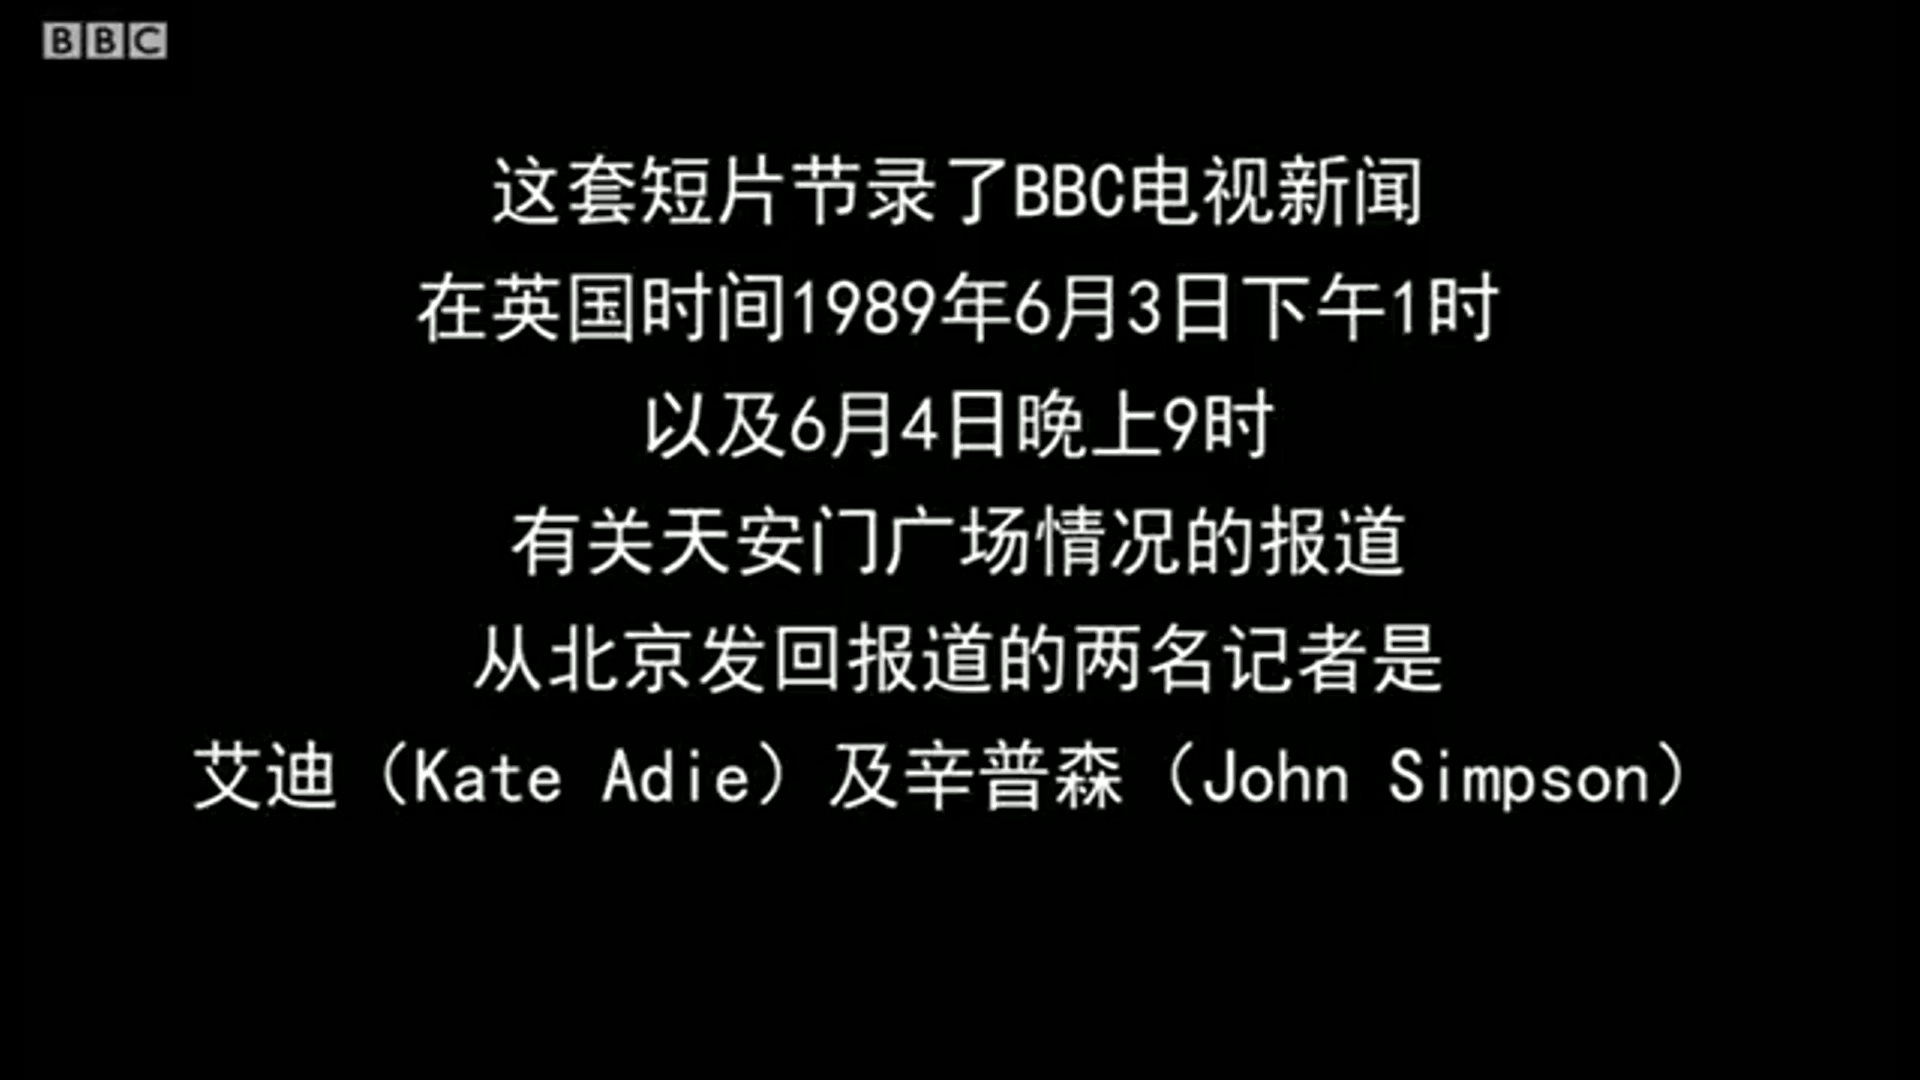 BBC
这套短片节录了BBC电视新闻
在英国时间1989年6月3日下午1时
以及6月4日晚上9时
有关天安门广场情况的报道
从北京发回报道的两名记者是
艾迪（Kate Adie）及辛普森（John Simpson）